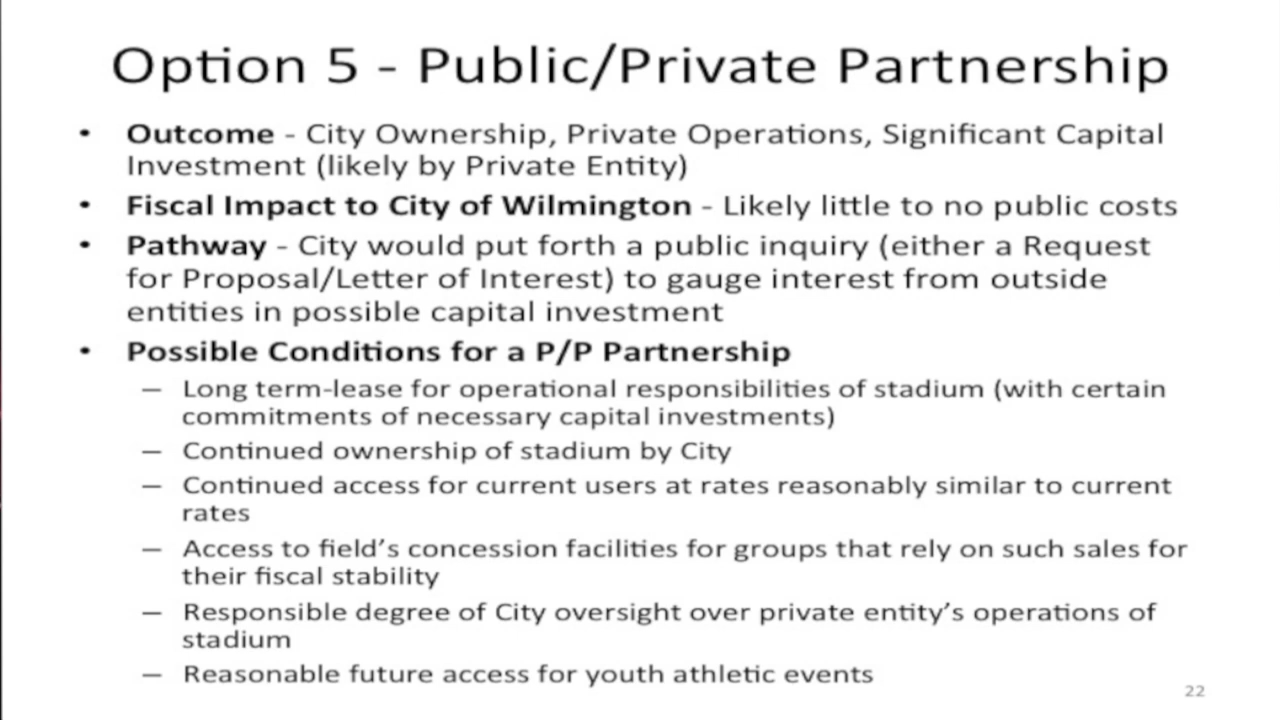 Option 5 - Public/Private Partnership
• Outcome - City Ownership, Private Operations, Significant Capital
Investment (likely by Private Entity)
• Fiscal Impact to City of Wilmington - Likely little to no public costs
• Pathway - City would put forth a public inquiry (either a Request
for Proposal/Letter of Interest) to gauge interest from outside
entities in possible capital investment
• Possible Conditions for a P/P Partnership
– Long term-lease for operational responsibilities of stadium (with certain
commitments of necessary capital investments)
– Continued ownership of stadium by City
– Continued access for current users at rates reasonably similar to current
rates
– Access to field’s concession facilities for groups that rely on such sales for
their fiscal stability
– Responsible degree of City oversight over private entity’s operations of
stadium
– Reasonable future access for youth athletic events
22